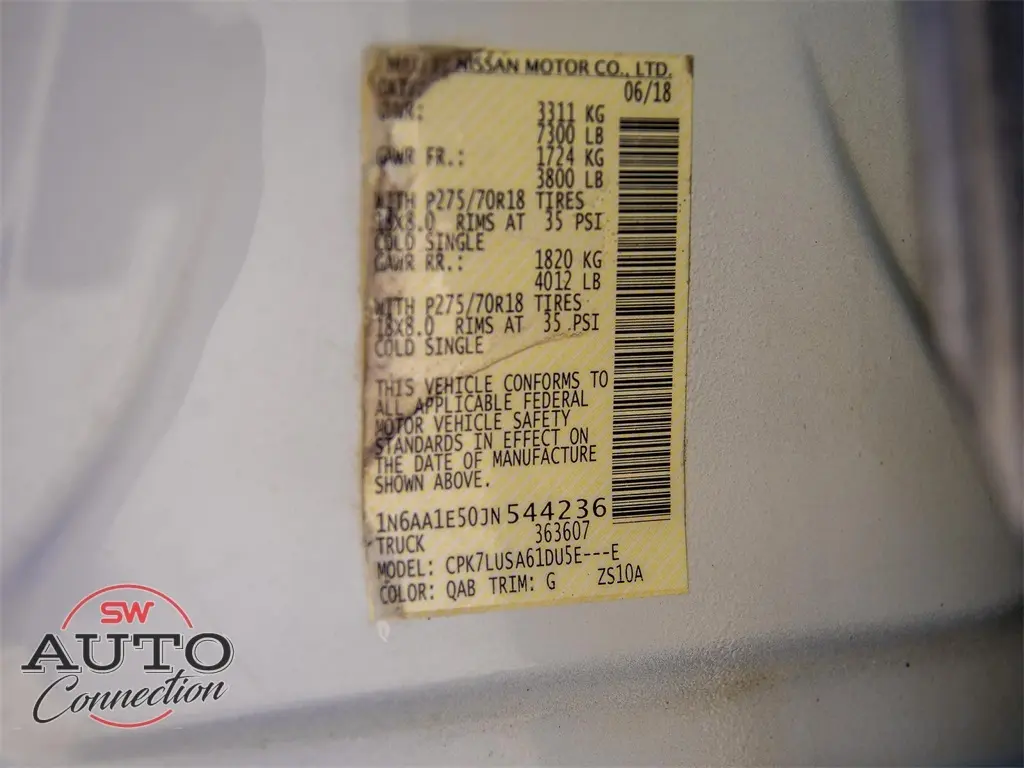 NISSAN MOTOR CO., LTD.
06/18
GVWR: 3311 KG
7300 LB
GAWR FR.: 1724 KG
3800 LB
WITH P275/70R18 TIRES
18X8.0 RIMS AT 35 PSI
COLD SINGLE
GAWR RR.: 1820 KG
4012 LB
WITH P275/70R18 TIRES
18X8.0 RIMS AT 35 PSI
COLD SINGLE
THIS VEHICLE CONFORMS TO
ALL APPLICABLE FEDERAL
MOTOR VEHICLE SAFETY
STANDARDS IN EFFECT ON
THE DATE OF MANUFACTURE
SHOWN ABOVE.
1N6AA1E50JN544236
TRUCK 363607
MODEL: CPK7LUSA61DU5E---E
COLOR: QAB TRIM: G ZS10A
SW
AUTO
Connection